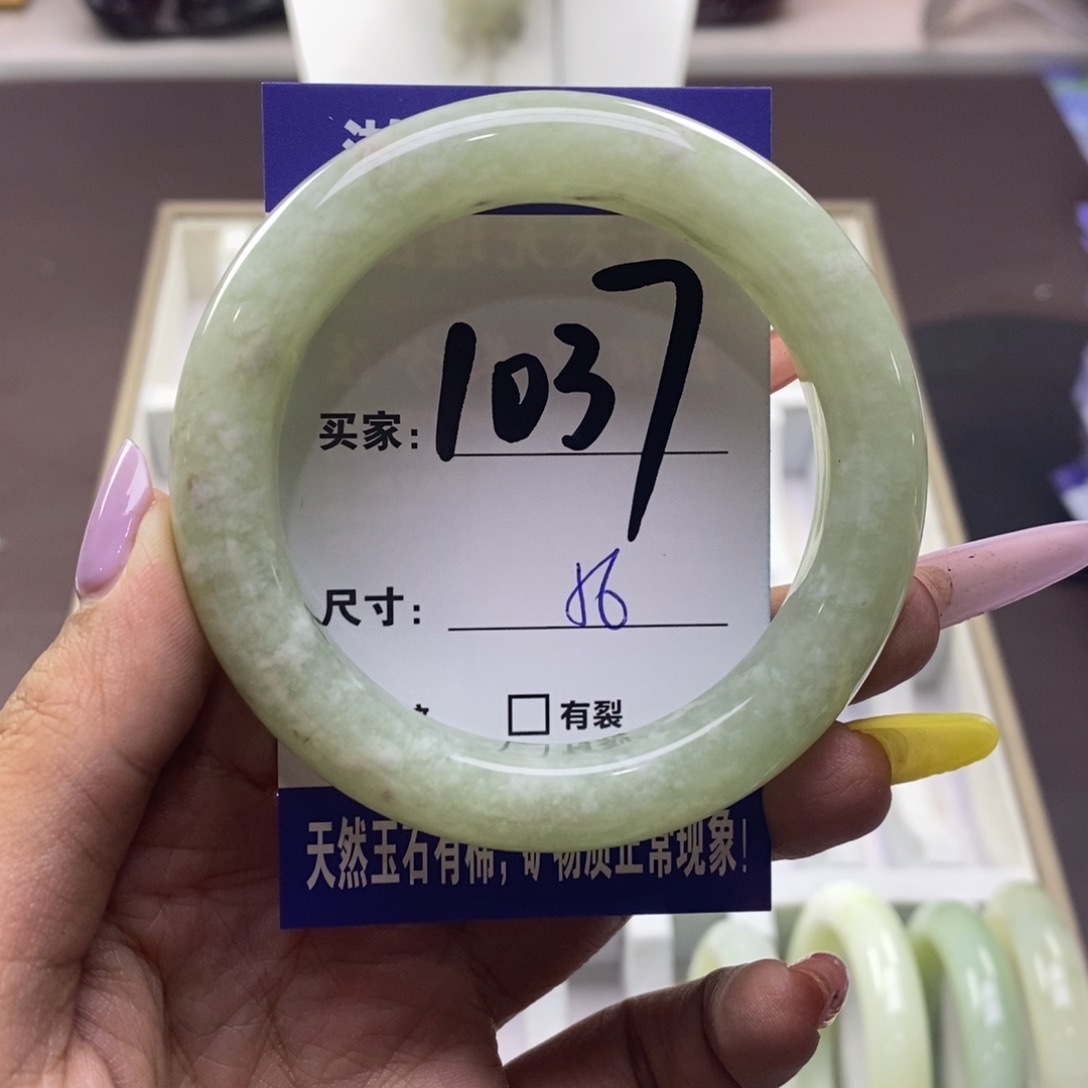 买家: 1037
尺寸: 56
有裂
天然玉石有棉, 矿物质正常现象!